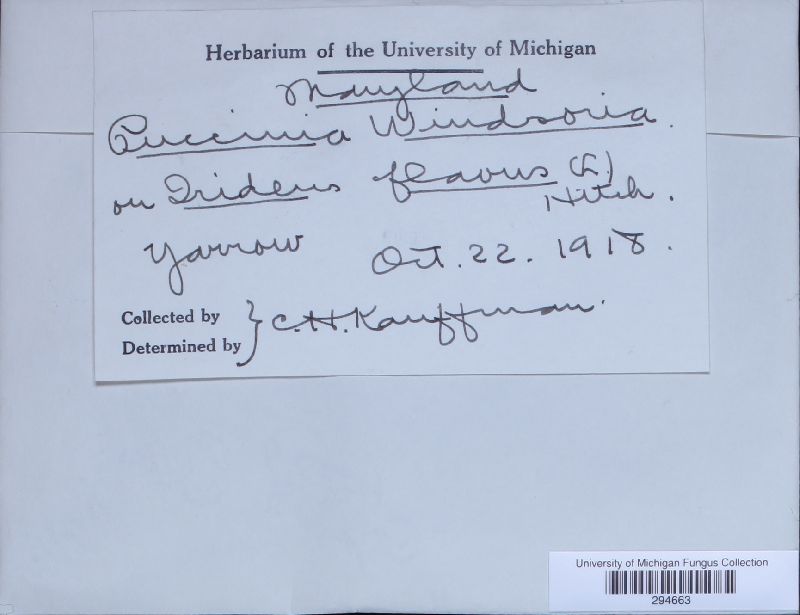 Herbarium of the University of Michigan
Maryland
Puccinia Windsoria.
on Tridens flavus (L)
Hitch.
Yarrow Oct. 22. 1918.
Collected by
Determined by } C.H. Kauffman.
University of Michigan Fungus Collection
294663